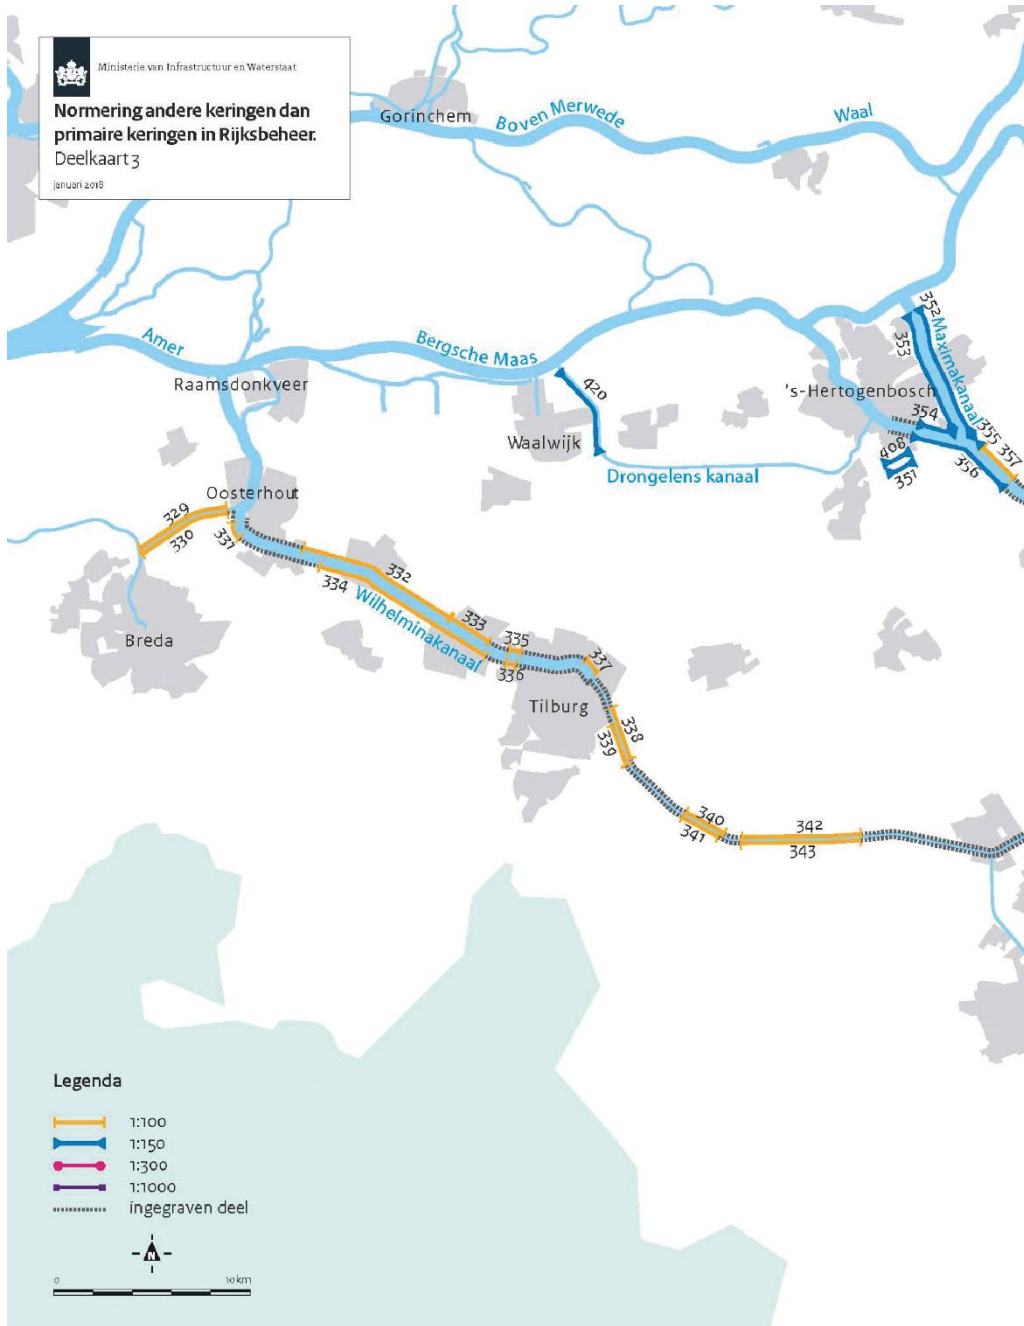 Ministerie van Infrastructuur en Waterstaat
Normering andere keringen dan
primaire keringen in Rijksbeheer.
Deelkaart 3
januari 2018
Gorinchem
Boven Merwede
Waal
Amer
Bergsche Maas
Raamsdonkveer
352
353
Maximakanaal
's-Hertogenbosch
420
354
355
357
Waalwijk
408
351
356
Drongelens kanaal
Oosterhout
329
330
331
332
334
Wilhelminakanaal
333
335
336
337
Breda
Tilburg
338
339
340
341
342
343
Legenda
1:100
1:150
1:300
1:1000
ingegraven deel
N
0 10 km